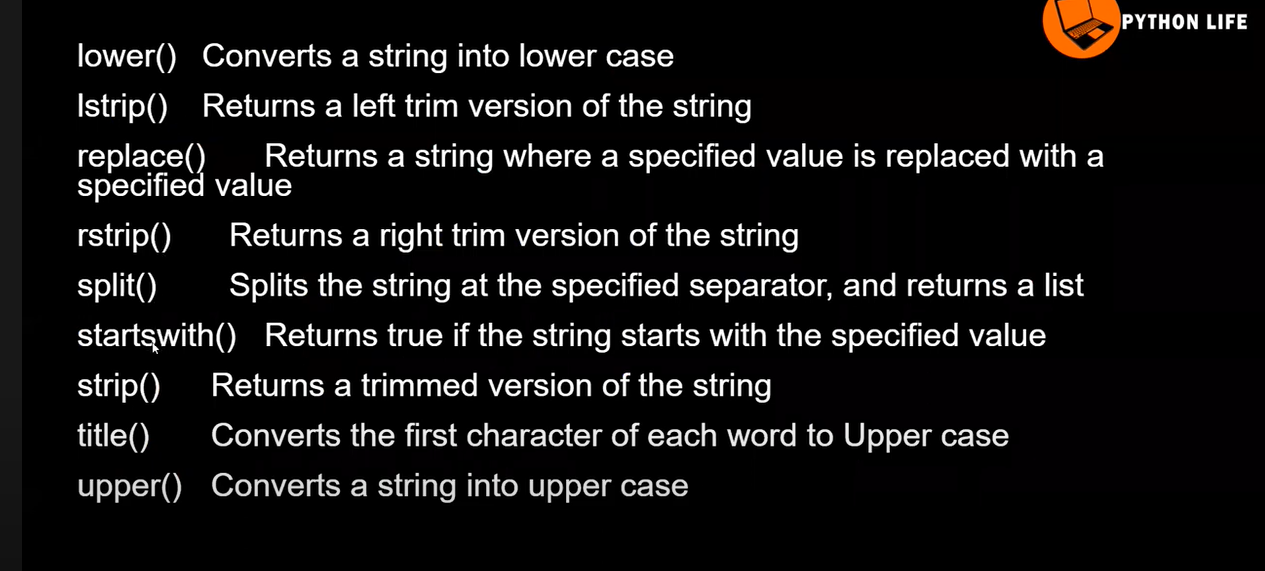 PYTHON LIFE
lower() Converts a string into lower case
lstrip() Returns a left trim version of the string
replace() Returns a string where a specified value is replaced with a
specified value
rstrip() Returns a right trim version of the string
split() Splits the string at the specified separator, and returns a list
startswith() Returns true if the string starts with the specified value
strip() Returns a trimmed version of the string
title() Converts the first character of each word to Upper case
upper() Converts a string into upper case